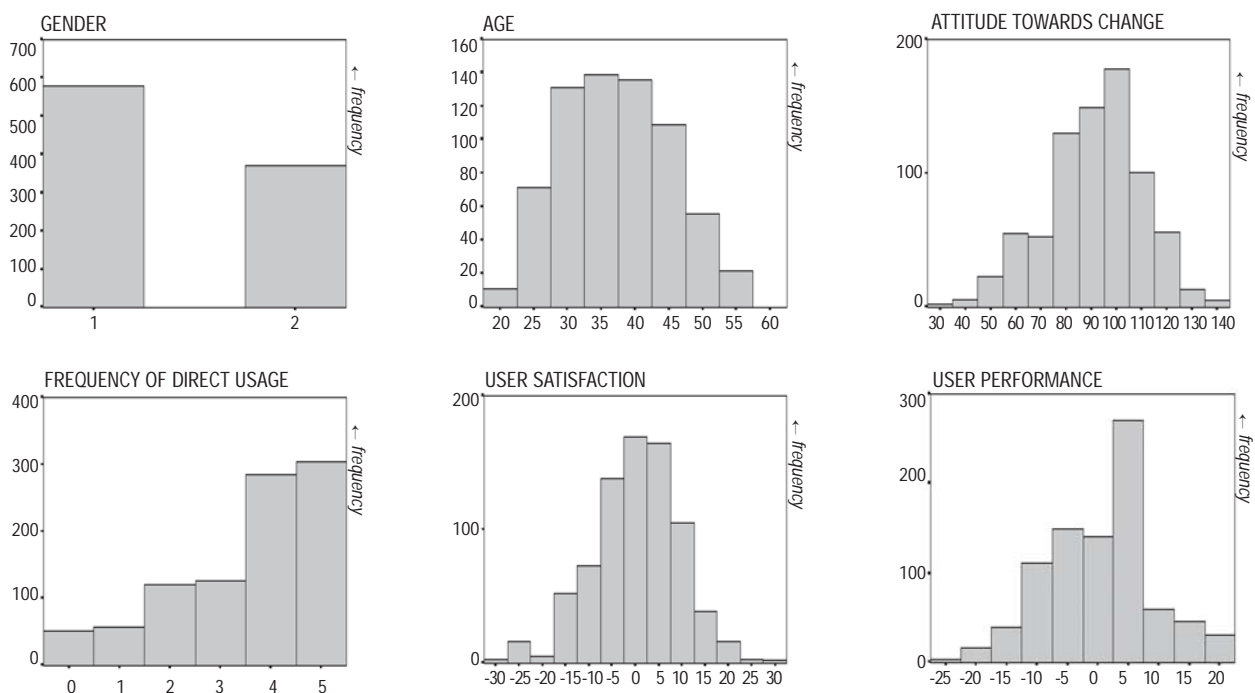 GENDER
700
600
500
400
300
200
100
0
1 2
← frequency
AGE
160
140
120
100
80
60
40
20
0
20 25 30 35 40 45 50 55 60
← frequency
ATTITUDE TOWARDS CHANGE
200
100
0
30 40 50 60 70 80 90 100 110 120 130 140
← frequency
FREQUENCY OF DIRECT USAGE
400
300
200
100
0
0 1 2 3 4 5
← frequency
USER SATISFACTION
200
100
0
-30 -25 -20 -15 -10 -5 0 5 10 15 20 25 30
← frequency
USER PERFORMANCE
300
200
100
0
-25 -20 -15 -10 -5 0 5 10 15 20
← frequency